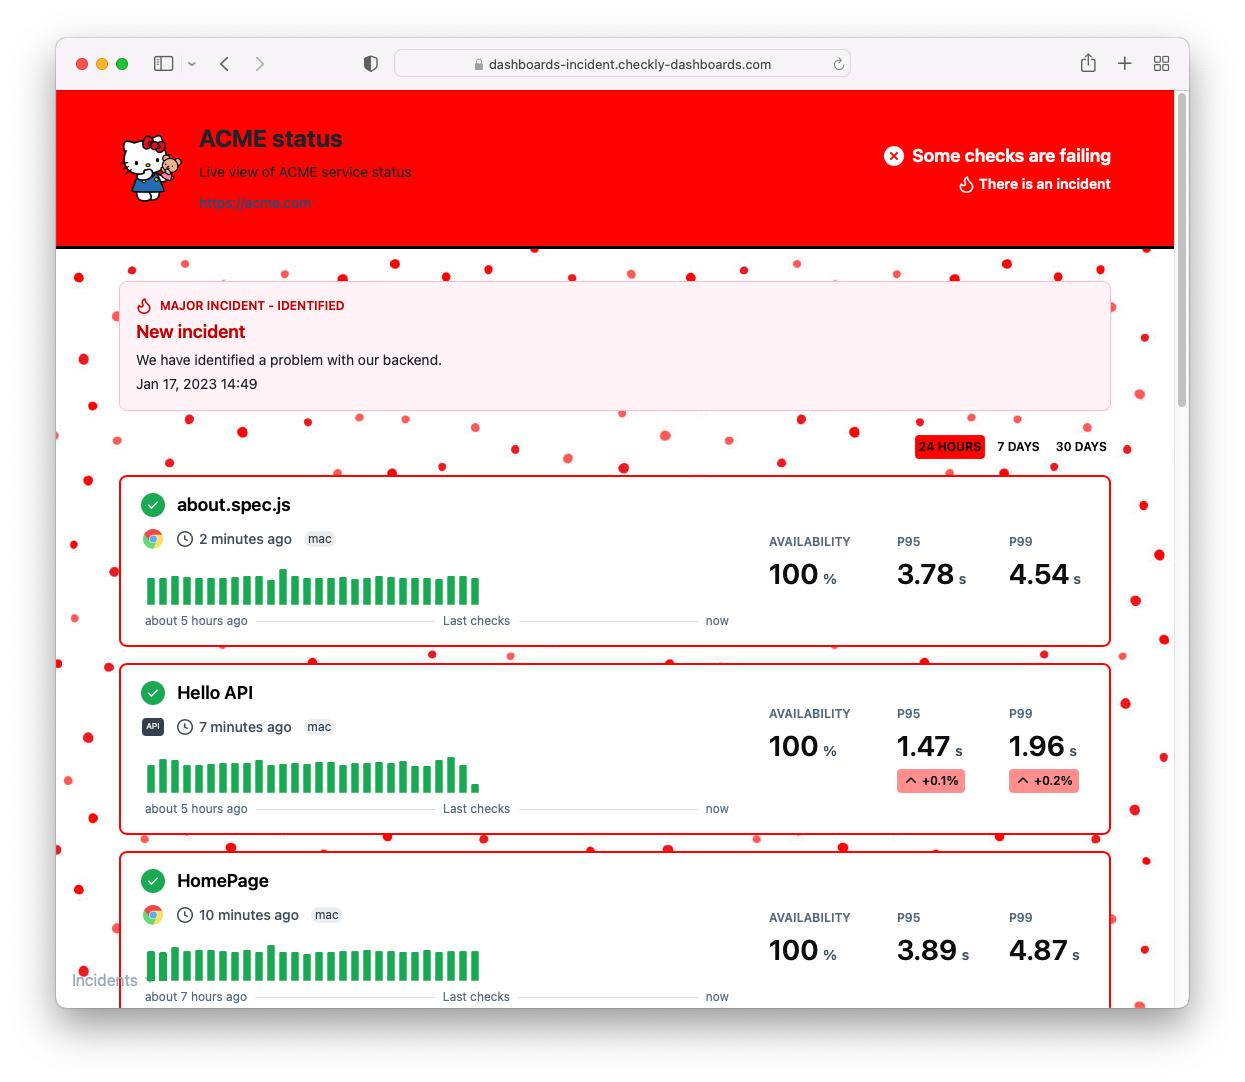 dashboards-incident.checkly-dashboards.com
ACME status
Live view of ACME service status
https://acme.com
Some checks are failing
There is an incident
MAJOR INCIDENT - IDENTIFIED
New incident
We have identified a problem with our backend.
Jan 17, 2023 14:49
24 HOURS 7 DAYS 30 DAYS
about.spec.js
2 minutes ago mac
AVAILABILITY P95 P99
100 % 3.78 s 4.54 s
about 5 hours ago Last checks now
Hello API
API 7 minutes ago mac
AVAILABILITY P95 P99
100 % 1.47 s 1.96 s
+0.1% +0.2%
about 5 hours ago Last checks now
HomePage
10 minutes ago mac
AVAILABILITY P95 P99
100 % 3.89 s 4.87 s
Incidents
about 7 hours ago Last checks now